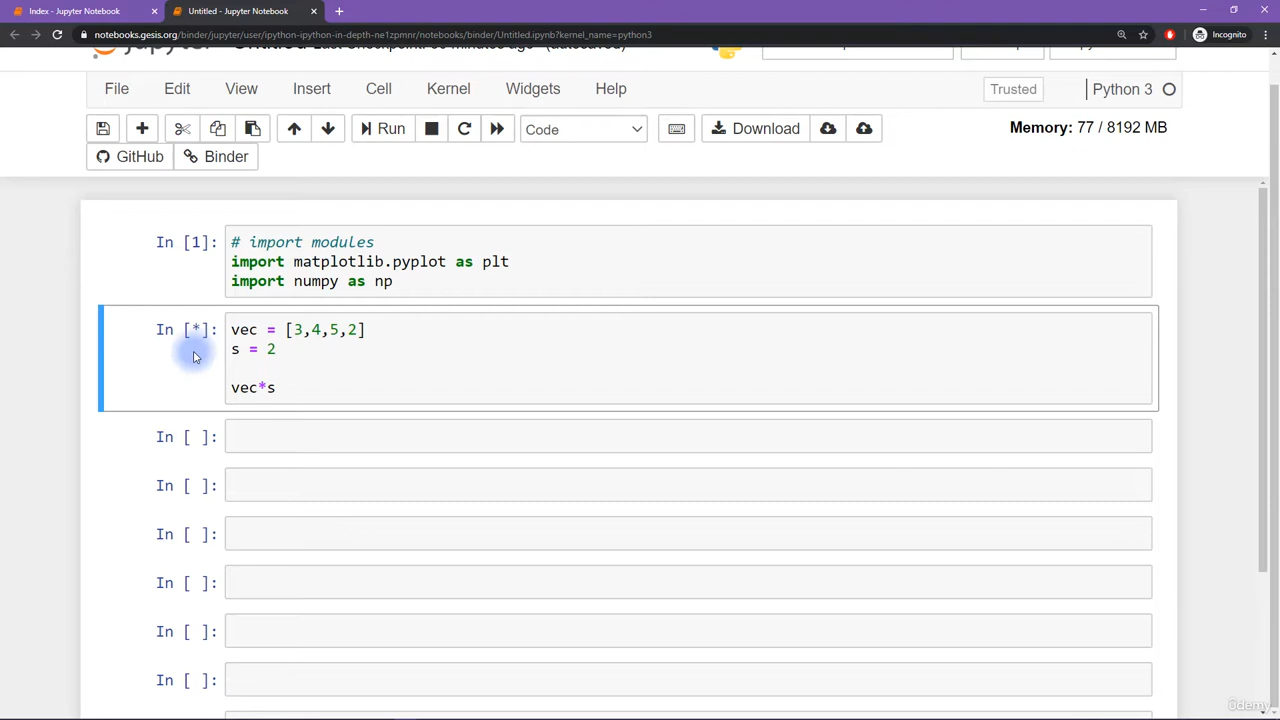 Index - Jupyter Notebook
Untitled - Jupyter Notebook
notebooks.gesis.org/binder/jupyter/user/ipython-ipython-in-depth-ne1zpmnr/notebooks/Untitled.ipynb?kernel_name=python3
Incognito
File Edit View Insert Cell Kernel Widgets Help Trusted Python 3
Run Code Download Memory: 77 / 8192 MB
GitHub Binder
In [1]: # import modules
import matplotlib.pyplot as plt
import numpy as np
In [*]: vec = [3,4,5,2]
s = 2
vec*s
In [ ]:
In [ ]:
In [ ]:
In [ ]:
In [ ]:
In [ ]:
ûdemy